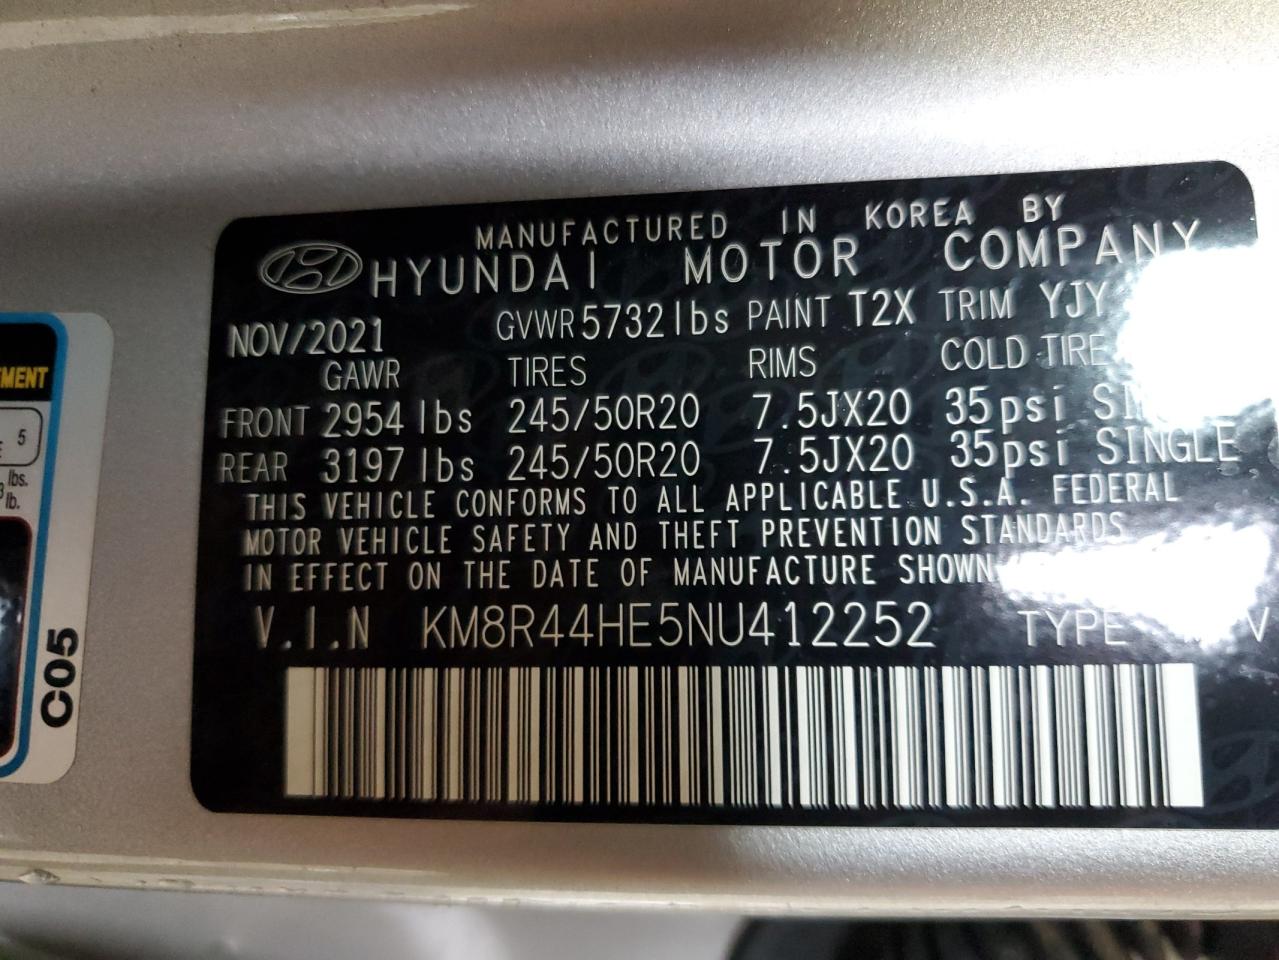 MANUFACTURED IN KOREA BY
HYUNDAI MOTOR COMPANY
NOV/2021 GVWR 5732 lbs PAINT T2X TRIM YJY
GAWR TIRES RIMS COLD TIRE
FRONT 2954 lbs 245/50R20 7.5JX20 35psi
REAR 3197 lbs 245/50R20 7.5JX20 35psi SINGLE
THIS VEHICLE CONFORMS TO ALL APPLICABLE U.S.A. FEDERAL
MOTOR VEHICLE SAFETY AND THEFT PREVENTION STANDARDS
IN EFFECT ON THE DATE OF MANUFACTURE SHOWN
V.I.N KM8R44HE5NU412252 TYPE
MENT
5
lbs.
lb.
C05